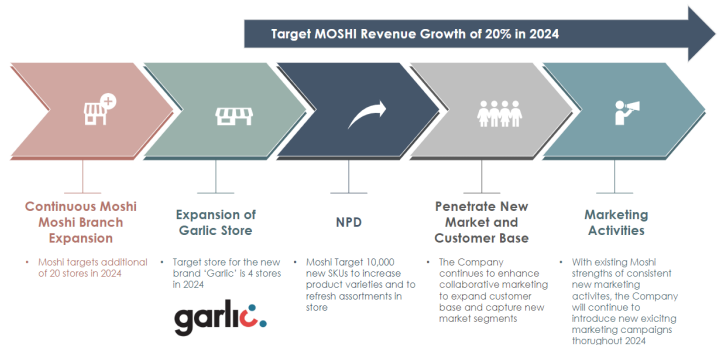 Target MOSHI Revenue Growth of 20% in 2024
Continuous Moshi
Moshi Branch
Expansion
• Moshi targets additional
of 20 stores in 2024
Expansion of
Garlic Store
• Target store for the new
brand ‘Garlic’ is 4 stores
in 2024
garlic.
NPD
• Moshi Target 10,000
new SKUs to increase
product varieties and to
refresh assortments in
store
Penetrate New
Market and
Customer Base
• The Company
continues to enhance
collaborative marketing
to expand customer
base and capture new
market segments
Marketing
Activities
• With existing Moshi
strengths of consistent
new marketing
activites, the Company
will continue to
introduce new exicitng
marketing campaigns
thorughout 2024